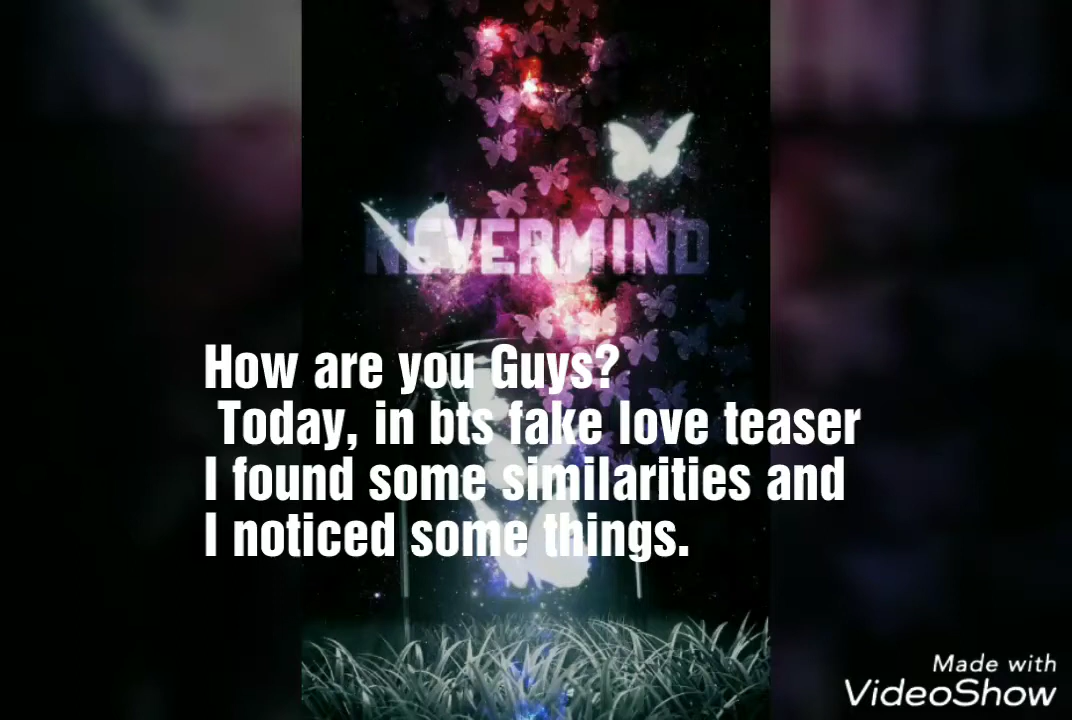 NEVERMIND
How are you Guys?
Today, in bts fake love teaser
I found some similarities and
I noticed some things.
Made with
VideoShow